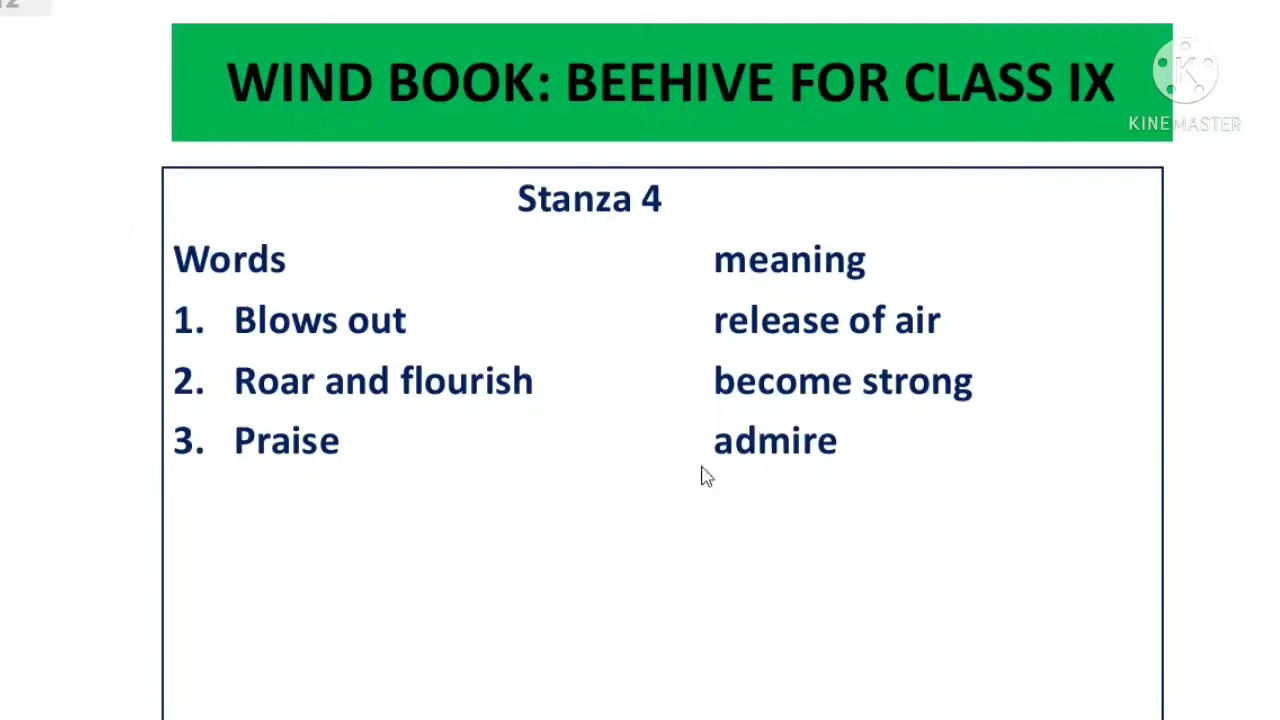 12
WIND BOOK: BEEHIVE FOR CLASS IX
K
KINEMASTER
Stanza 4
Words meaning
1. Blows out release of air
2. Roar and flourish become strong
3. Praise admire